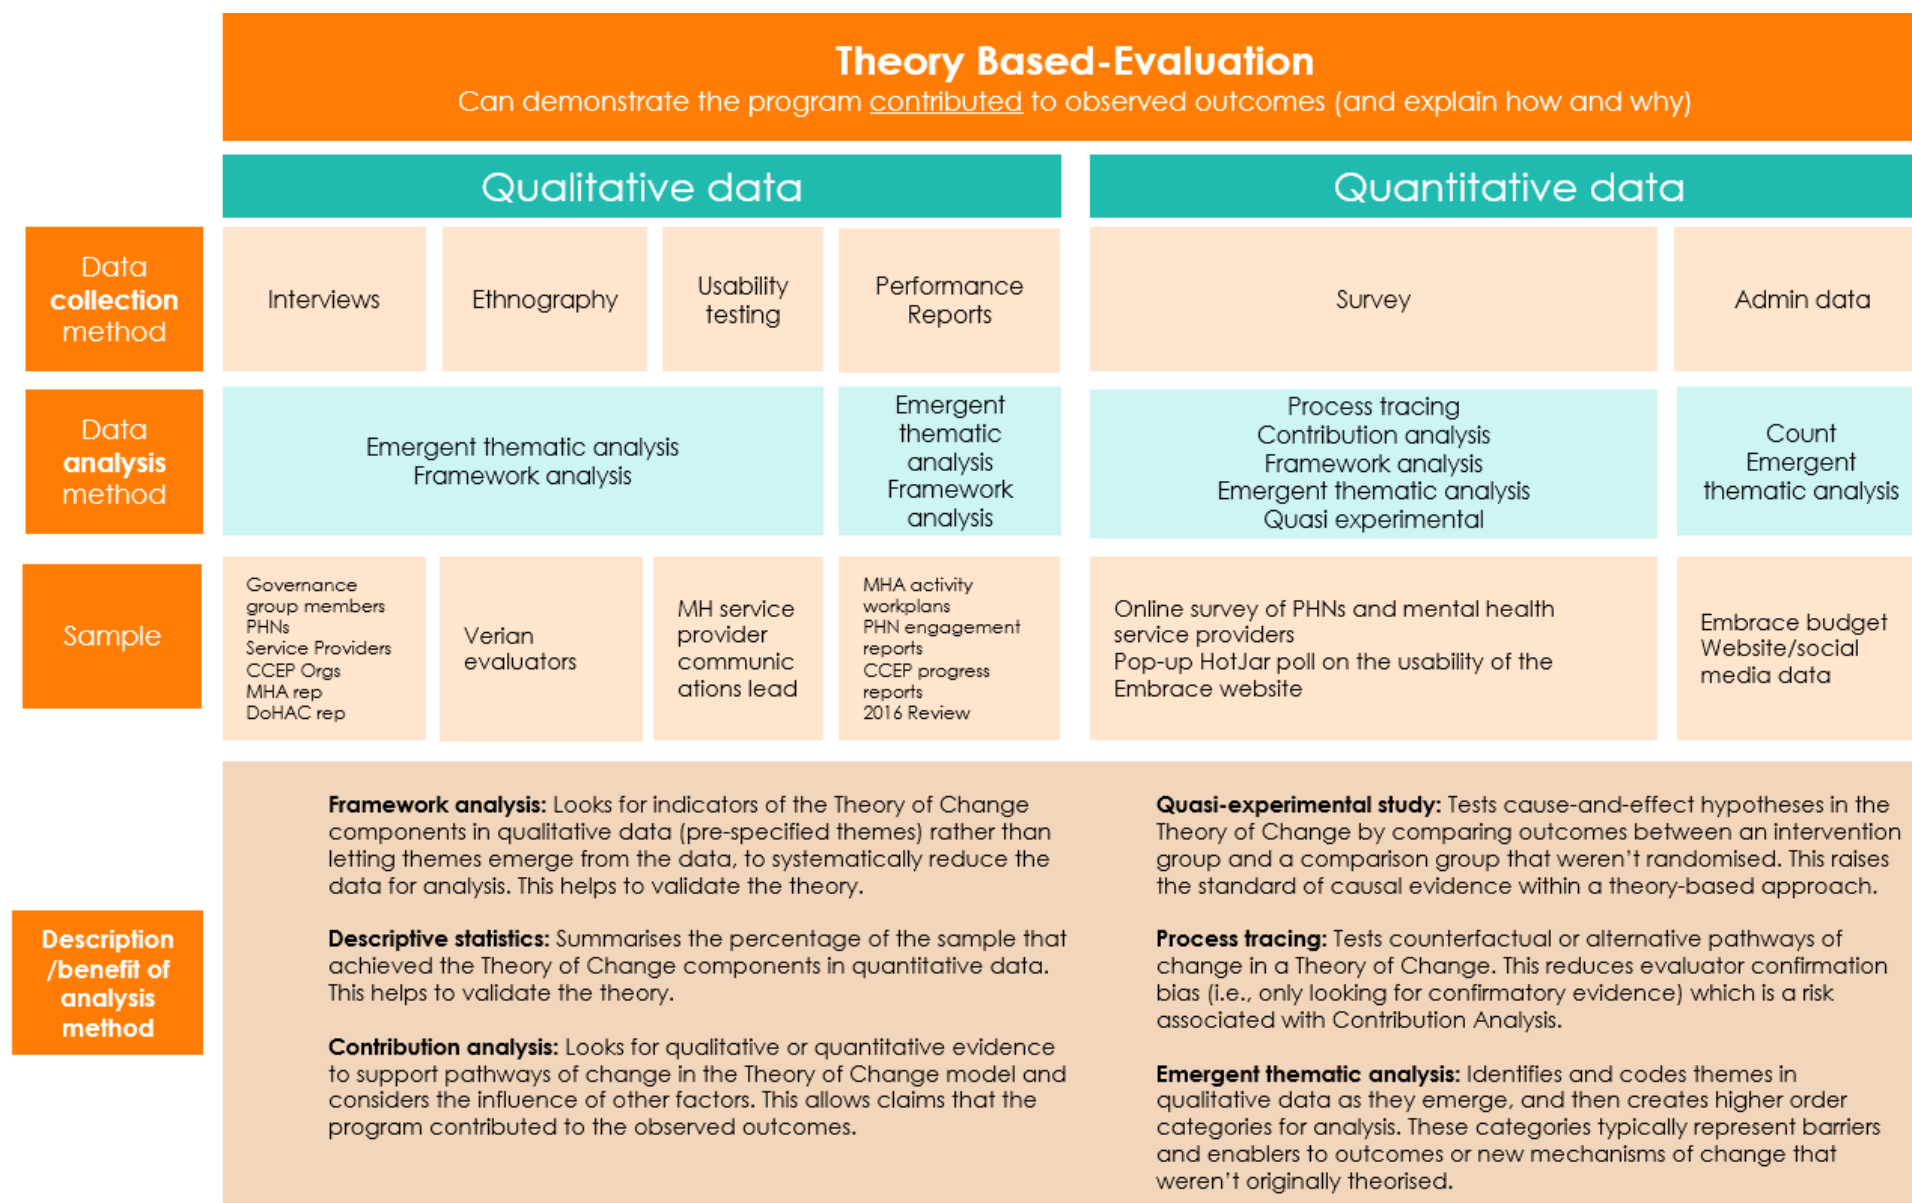 Theory Based-Evaluation
Can demonstrate the program contributed to observed outcomes (and explain how and why)
Qualitative data
Quantitative data
Data
collection
method
Interviews
Ethnography
Usability
testing
Performance
Reports
Survey
Admin data
Data
analysis
method
Emergent thematic analysis
Framework analysis
Emergent
thematic
analysis
Framework
analysis
Process tracing
Contribution analysis
Framework analysis
Emergent thematic analysis
Quasi experimental
Count
Emergent
thematic analysis
Sample
Governance
group members
PHNs
Service Providers
CCEP Orgs
MHA rep
DoHAC rep
Verian
evaluators
MH service
provider
communic
ations lead
MHA activity
workplans
PHN engagement
reports
CCEP progress
reports
2016 Review
Online survey of PHNs and mental health
service providers
Pop-up HotJar poll on the usability of the
Embrace website
Embrace budget
Website/social
media data
Description
/benefit of
analysis
method
Framework analysis: Looks for indicators of the Theory of Change
components in qualitative data (pre-specified themes) rather than
letting themes emerge from the data, to systematically reduce the
data for analysis. This helps to validate the theory.
Descriptive statistics: Summarises the percentage of the sample that
achieved the Theory of Change components in quantitative data.
This helps to validate the theory.
Contribution analysis: Looks for qualitative or quantitative evidence
to support pathways of change in the Theory of Change model and
considers the influence of other factors. This allows claims that the
program contributed to the observed outcomes.
Quasi-experimental study: Tests cause-and-effect hypotheses in the
Theory of Change by comparing outcomes between an intervention
group and a comparison group that weren't randomised. This raises
the standard of causal evidence within a theory-based approach.
Process tracing: Tests counterfactual or alternative pathways of
change in a Theory of Change. This reduces evaluator confirmation
bias (i.e., only looking for confirmatory evidence) which is a risk
associated with Contribution Analysis.
Emergent thematic analysis: Identifies and codes themes in
qualitative data as they emerge, and then creates higher order
categories for analysis. These categories typically represent barriers
and enablers to outcomes or new mechanisms of change that
weren't originally theorised.